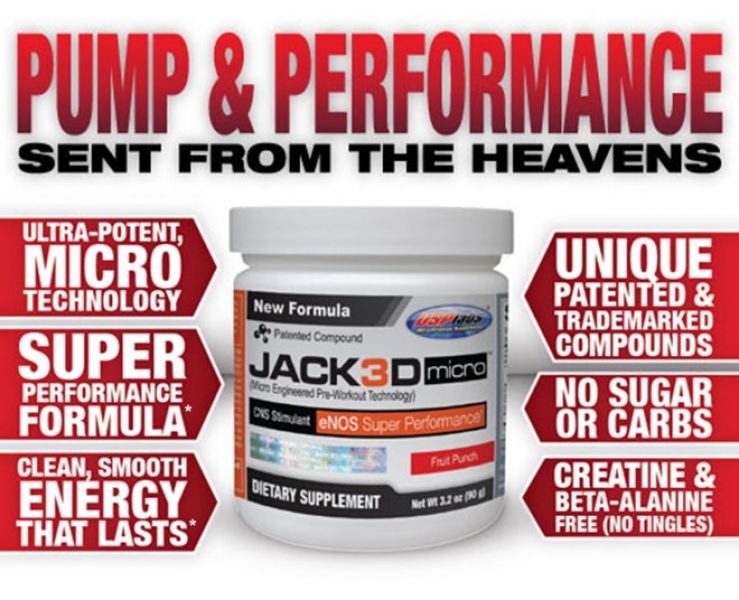 PUMP & PERFORMANCE
SENT FROM THE HEAVENS
ULTRA-POTENT,
MICRO
TECHNOLOGY
SUPER
PERFORMANCE
FORMULA*
CLEAN, SMOOTH
ENERGY
THAT LASTS*
New Formula
USPlabs
Patented Compound
JACK3D micro™
(Micro Engineered Pre-Workout Technology)
CNS Stimulant eNOS Super Performance†
Fruit Punch
DIETARY SUPPLEMENT Net Wt 3.2 oz (90 g)
UNIQUE
PATENTED &
TRADEMARKED
COMPOUNDS
NO SUGAR
OR CARBS
CREATINE &
BETA-ALANINE
FREE (NO TINGLES)